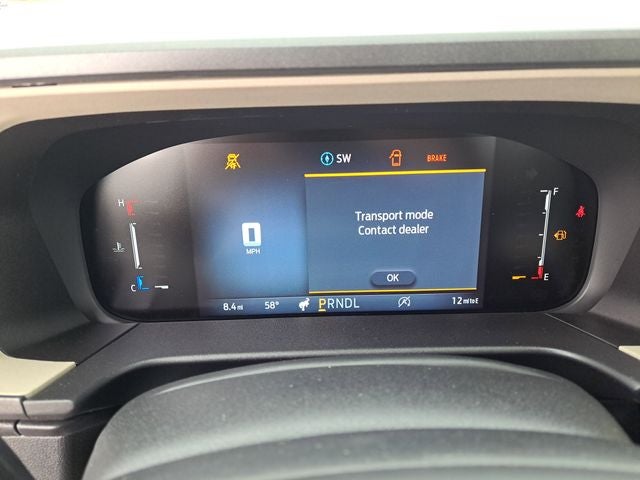 SW
BRAKE
H
F
Transport mode
Contact dealer
0
MPH
OK
C
E
8.4 mi 58° PRNDL 12 mi to E